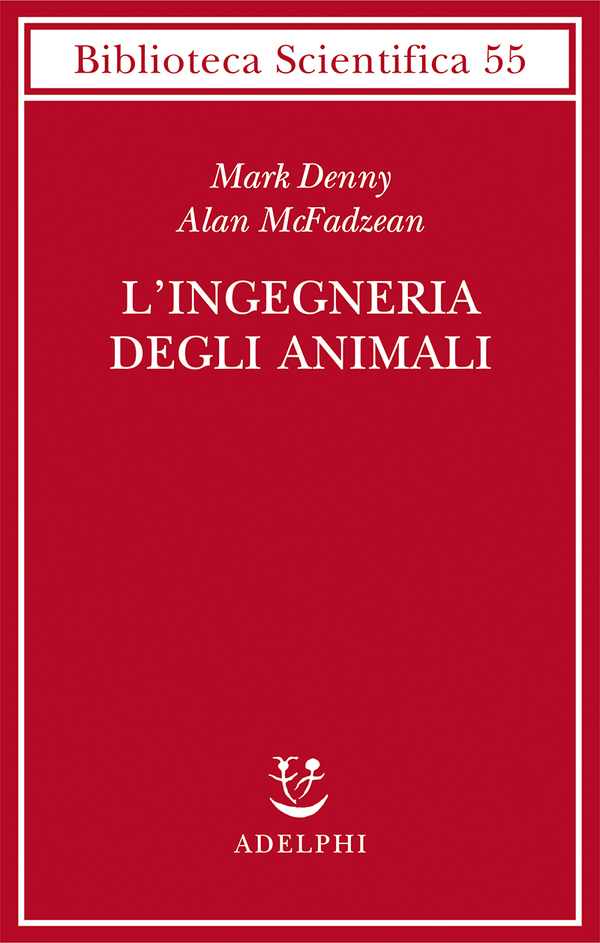 Biblioteca Scientifica 55
Mark Denny
Alan McFadzean
L’INGEGNERIA
DEGLI ANIMALI
ADELPHI